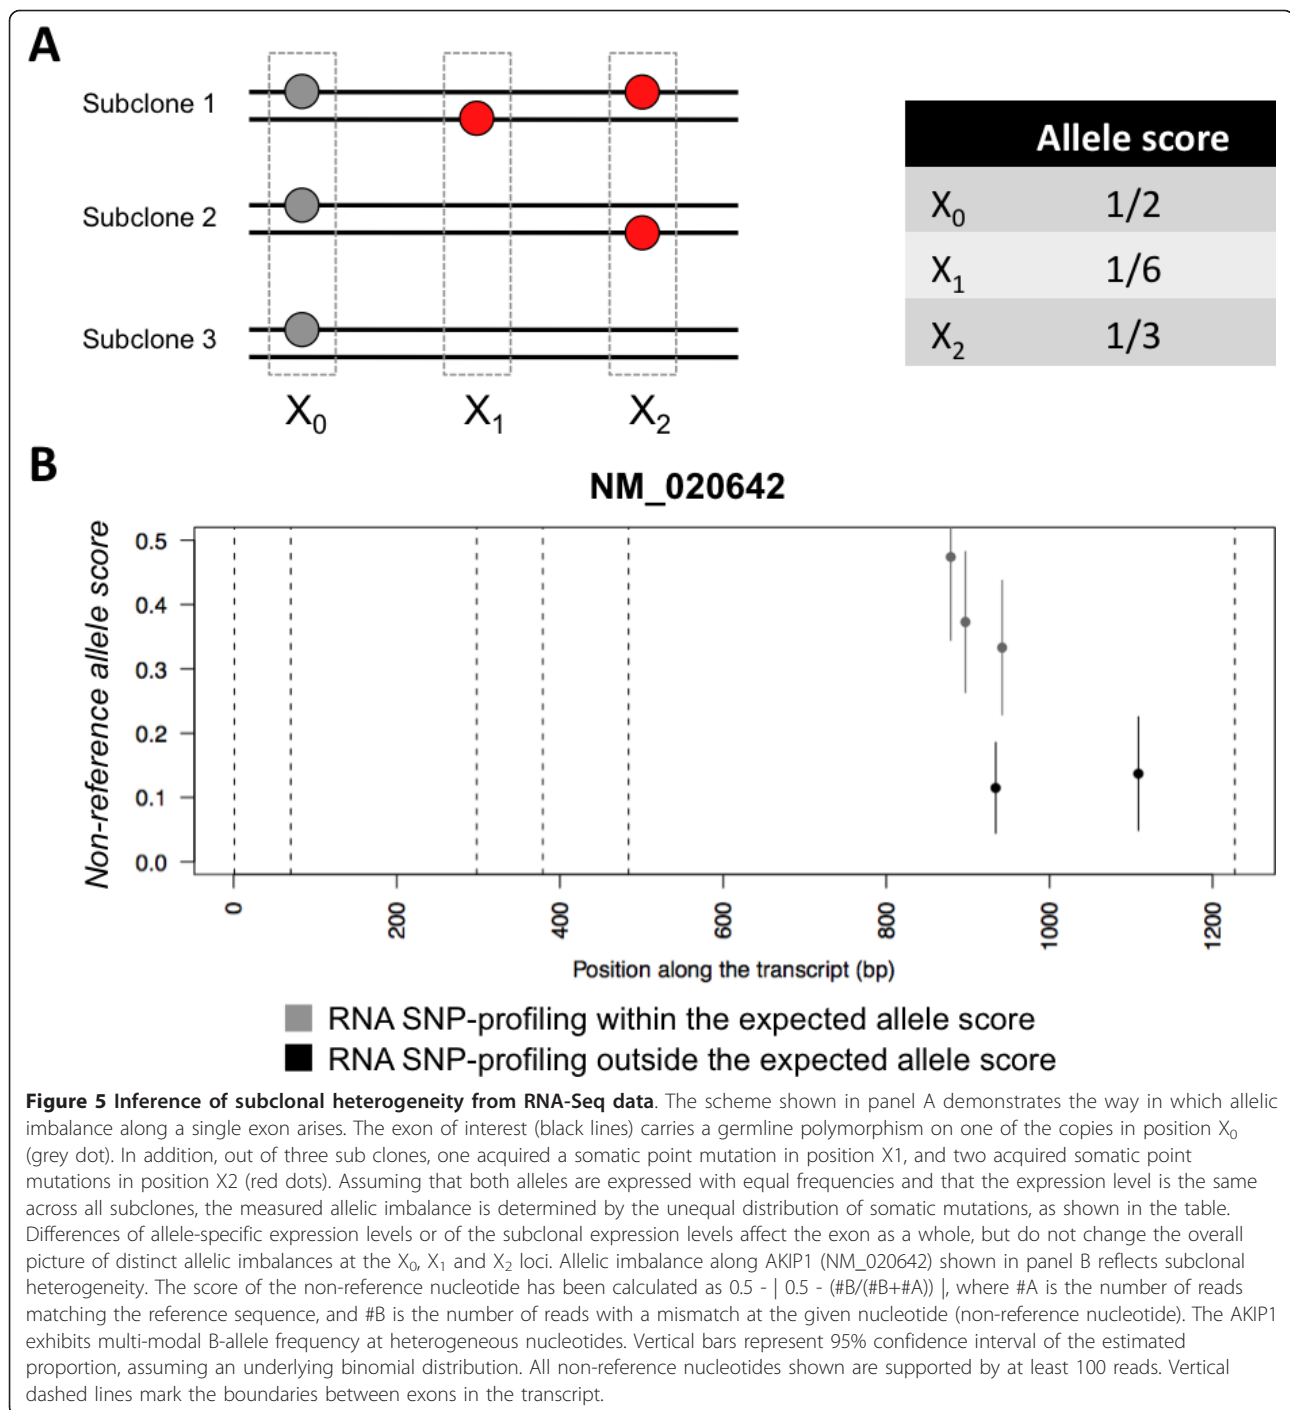 A
Subclone 1
Subclone 2
Subclone 3
X0
X1
X2
Allele score
X0 1/2
X1 1/6
X2 1/3
B
NM_020642
Non-reference allele score
0.5
0.4
0.3
0.2
0.1
0.0
0
200
400
600
800
1000
1200
Position along the transcript (bp)
RNA SNP-profiling within the expected allele score
RNA SNP-profiling outside the expected allele score
Figure 5 Inference of subclonal heterogeneity from RNA-Seq data. The scheme shown in panel A demonstrates the way in which allelic
imbalance along a single exon arises. The exon of interest (black lines) carries a germline polymorphism on one of the copies in position X0
(grey dot). In addition, out of three sub clones, one acquired a somatic point mutation in position X1, and two acquired somatic point
mutations in position X2 (red dots). Assuming that both alleles are expressed with equal frequencies and that the expression level is the same
across all subclones, the measured allelic imbalance is determined by the unequal distribution of somatic mutations, as shown in the table.
Differences of allele-specific expression levels or of the subclonal expression levels affect the exon as a whole, but do not change the overall
picture of distinct allelic imbalances at the X0, X1 and X2 loci. Allelic imbalance along AKIP1 (NM_020642) shown in panel B reflects subclonal
heterogeneity. The score of the non-reference nucleotide has been calculated as 0.5 - | 0.5 - (#B/(#B+#A)) |, where #A is the number of reads
matching the reference sequence, and #B is the number of reads with a mismatch at the given nucleotide (non-reference nucleotide). The AKIP1
exhibits multi-modal B-allele frequency at heterogeneous nucleotides. Vertical bars represent 95% confidence interval of the estimated
proportion, assuming an underlying binomial distribution. All non-reference nucleotides shown are supported by at least 100 reads. Vertical
dashed lines mark the boundaries between exons in the transcript.